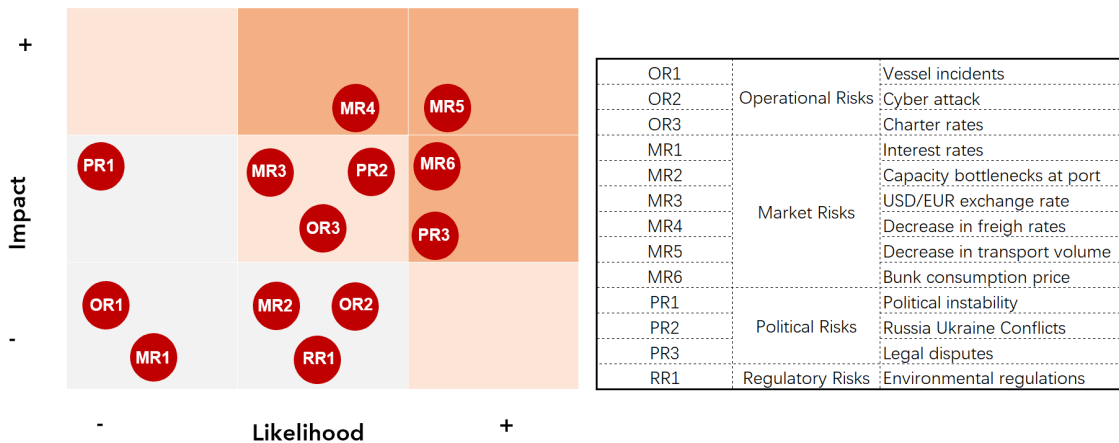 +
MR4
MR5
PR1
MR3
PR2
MR6
OR3
PR3
Impact
OR1
MR2
OR2
MR1
RR1
-
-
Likelihood
+
OR1 Vessel incidents
OR2 Operational Risks Cyber attack
OR3 Charter rates
MR1 Interest rates
MR2 Capacity bottlenecks at port
MR3 USD/EUR exchange rate
MR4 Market Risks Decrease in freigh rates
MR5 Decrease in transport volume
MR6 Bunk consumption price
PR1 Political instability
PR2 Political Risks Russia Ukraine Conflicts
PR3 Legal disputes
RR1 Regulatory Risks Environmental regulations